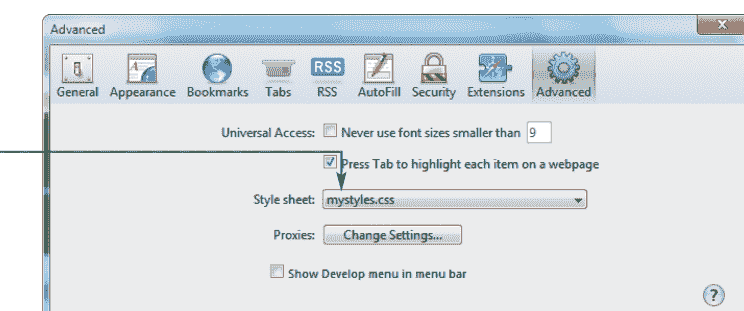 Advanced
General Appearance Bookmarks Tabs RSS AutoFill Security Extensions Advanced
RSS
Universal Access: Never use font sizes smaller than 9
Press Tab to highlight each item on a webpage
Style sheet: mystyles.css
Proxies: Change Settings...
Show Develop menu in menu bar
?